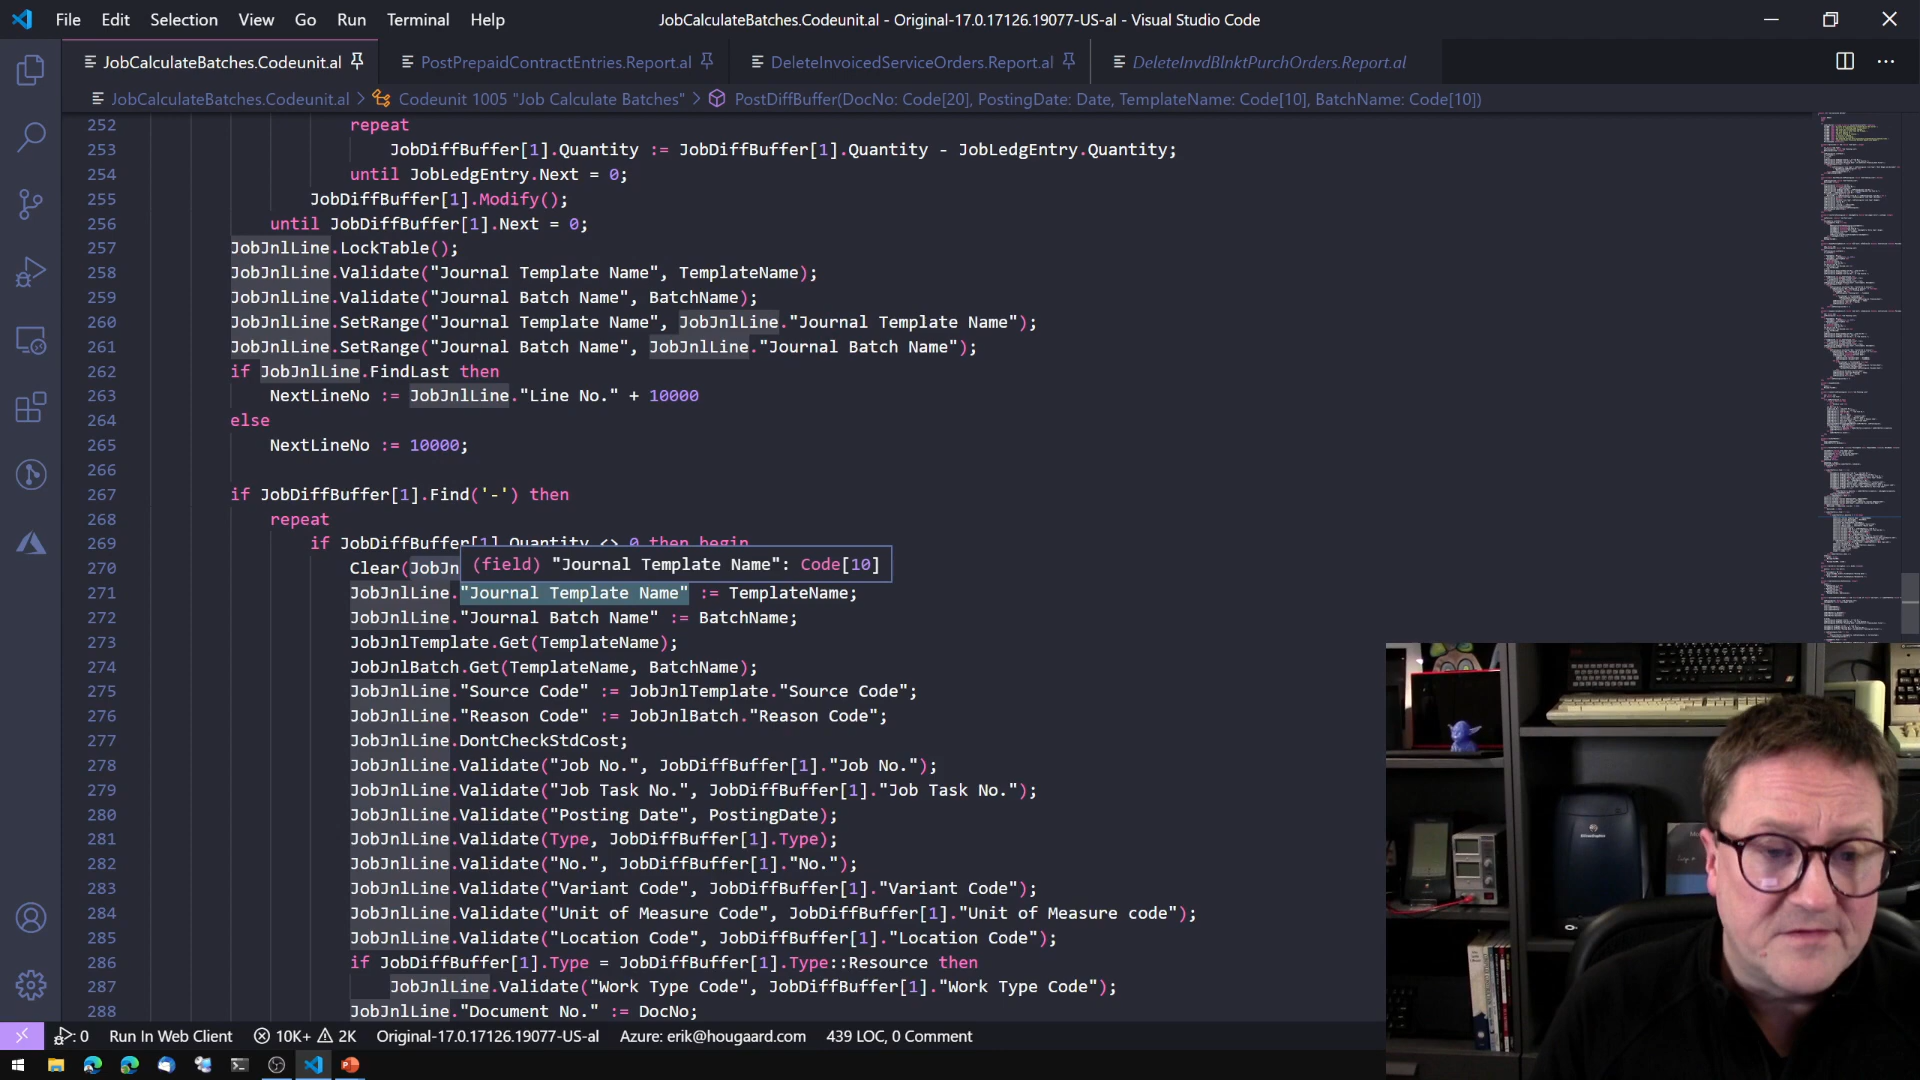 File Edit Selection View Go Run Terminal Help
JobCalculateBatches.Codeunit.al - Original-17.0.17126.19077-US-al - Visual Studio Code
JobCalculateBatches.Codeunit.al PostPrepaidContractEntries.Report.al DeleteInvoicedServiceOrders.Report.al DeleteInvdBlnktPurchOrders.Report.al
JobCalculateBatches.Codeunit.al > Codeunit 1005 "Job Calculate Batches" > PostDiffBuffer(DocNo: Code[20], PostingDate: Date, TemplateName: Code[10], BatchName: Code[10])
252 repeat
253 JobDiffBuffer[1].Quantity := JobDiffBuffer[1].Quantity - JobLedgEntry.Quantity;
254 until JobLedgEntry.Next = 0;
255 JobDiffBuffer[1].Modify();
256 until JobDiffBuffer[1].Next = 0;
257 JobJnlLine.LockTable();
258 JobJnlLine.Validate("Journal Template Name", TemplateName);
259 JobJnlLine.Validate("Journal Batch Name", BatchName);
260 JobJnlLine.SetRange("Journal Template Name", JobJnlLine."Journal Template Name");
261 JobJnlLine.SetRange("Journal Batch Name", JobJnlLine."Journal Batch Name");
262 if JobJnlLine.FindLast then
263 NextLineNo := JobJnlLine."Line No." + 10000
264 else
265 NextLineNo := 10000;
266
267 if JobDiffBuffer[1].Find('-') then
268 repeat
269 if JobDiffBuffer[1].Quantity <> 0 then begin
270 Clear(JobJn (field) "Journal Template Name": Code[10]
271 JobJnlLine."Journal Template Name" := TemplateName;
272 JobJnlLine."Journal Batch Name" := BatchName;
273 JobJnlTemplate.Get(TemplateName);
274 JobJnlBatch.Get(TemplateName, BatchName);
275 JobJnlLine."Source Code" := JobJnlTemplate."Source Code";
276 JobJnlLine."Reason Code" := JobJnlBatch."Reason Code";
277 JobJnlLine.DontCheckStdCost;
278 JobJnlLine.Validate("Job No.", JobDiffBuffer[1]."Job No.");
279 JobJnlLine.Validate("Job Task No.", JobDiffBuffer[1]."Job Task No.");
280 JobJnlLine.Validate("Posting Date", PostingDate);
281 JobJnlLine.Validate(Type, JobDiffBuffer[1].Type);
282 JobJnlLine.Validate("No.", JobDiffBuffer[1]."No.");
283 JobJnlLine.Validate("Variant Code", JobDiffBuffer[1]."Variant Code");
284 JobJnlLine.Validate("Unit of Measure Code", JobDiffBuffer[1]."Unit of Measure code");
285 JobJnlLine.Validate("Location Code", JobDiffBuffer[1]."Location Code");
286 if JobDiffBuffer[1].Type = JobDiffBuffer[1].Type::Resource then
287 JobJnlLine.Validate("Work Type Code", JobDiffBuffer[1]."Work Type Code");
288 JobJnlLine."Document No." := DocNo;
0 Run In Web Client 10K+ 2K Original-17.0.17126.19077-US-al Azure: erik@hougaard.com 439 LOC, 0 Comment